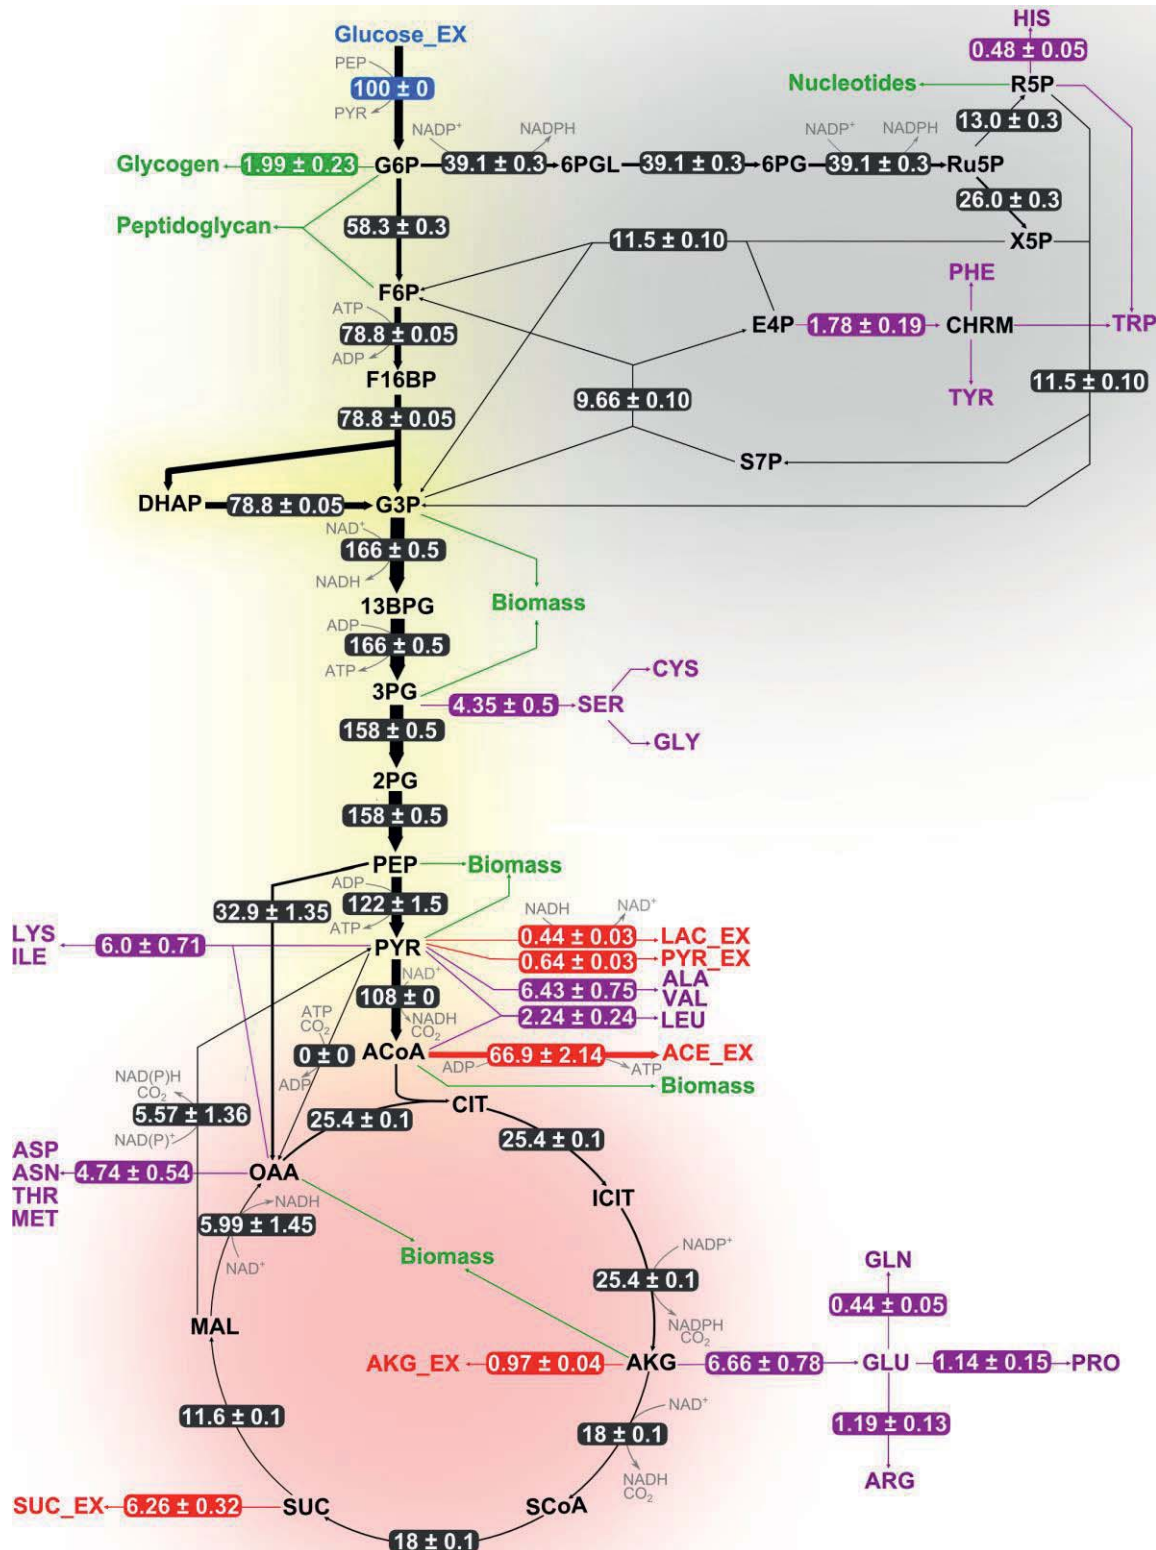 HIS
Glucose_EX
0.48 ± 0.05
PEP
Nucleotides
R5P
100 ± 0
PYR
NADP⁺
NADPH
NADP⁺
NADPH
13.0 ± 0.3
Glycogen
1.99 ± 0.23
G6P
39.1 ± 0.3
6PGL
39.1 ± 0.3
6PG
39.1 ± 0.3
Ru5P
26.0 ± 0.3
Peptidoglycan
58.3 ± 0.3
11.5 ± 0.10
X5P
PHE
F6P
ATP
78.8 ± 0.05
ADP
E4P
1.78 ± 0.19
CHRM
TRP
F16BP
TYR
11.5 ± 0.10
9.66 ± 0.10
78.8 ± 0.05
S7P
DHAP
78.8 ± 0.05
G3P
NAD⁺
166 ± 0.5
NADH
13BPG
Biomass
ADP
166 ± 0.5
ATP
CYS
3PG
4.35 ± 0.5
SER
158 ± 0.5
GLY
2PG
158 ± 0.5
PEP
Biomass
ADP
122 ± 1.5
ATP
32.9 ± 1.35
NADH
NAD⁺
LYS
ILE
6.0 ± 0.71
PYR
0.44 ± 0.03
LAC_EX
0.64 ± 0.03
PYR_EX
NAD⁺
108 ± 0
NADH
CO₂
6.43 ± 0.75
ALA
VAL
2.24 ± 0.24
LEU
ATP
CO₂
0 ± 0
ADP
ACoA
ADP
66.9 ± 2.14
ATP
ACE_EX
Biomass
NAD(P)H
CO₂
5.57 ± 1.36
NAD(P)⁺
CIT
25.4 ± 0.1
25.4 ± 0.1
ASP
ASN
THR
MET
4.74 ± 0.54
OAA
ICIT
NADH
5.99 ± 1.45
NAD⁺
Biomass
NADP⁺
25.4 ± 0.1
NADPH
CO₂
GLN
0.44 ± 0.05
MAL
AKG_EX
0.97 ± 0.04
AKG
6.66 ± 0.78
GLU
1.14 ± 0.15
PRO
11.6 ± 0.1
NAD⁺
18 ± 0.1
NADH
CO₂
1.19 ± 0.13
ARG
SUC_EX
6.26 ± 0.32
SUC
SCoA
18 ± 0.1